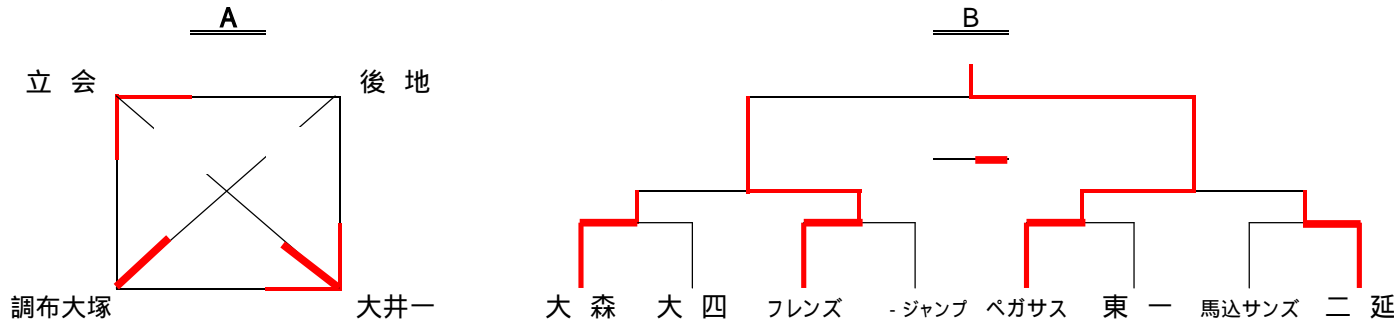 A
B
立 会
後 地
調布大塚
大井一
大 森
大 四
フレンズ
- ジャンプ
ペガサス
東 一
馬込サンズ
二 延